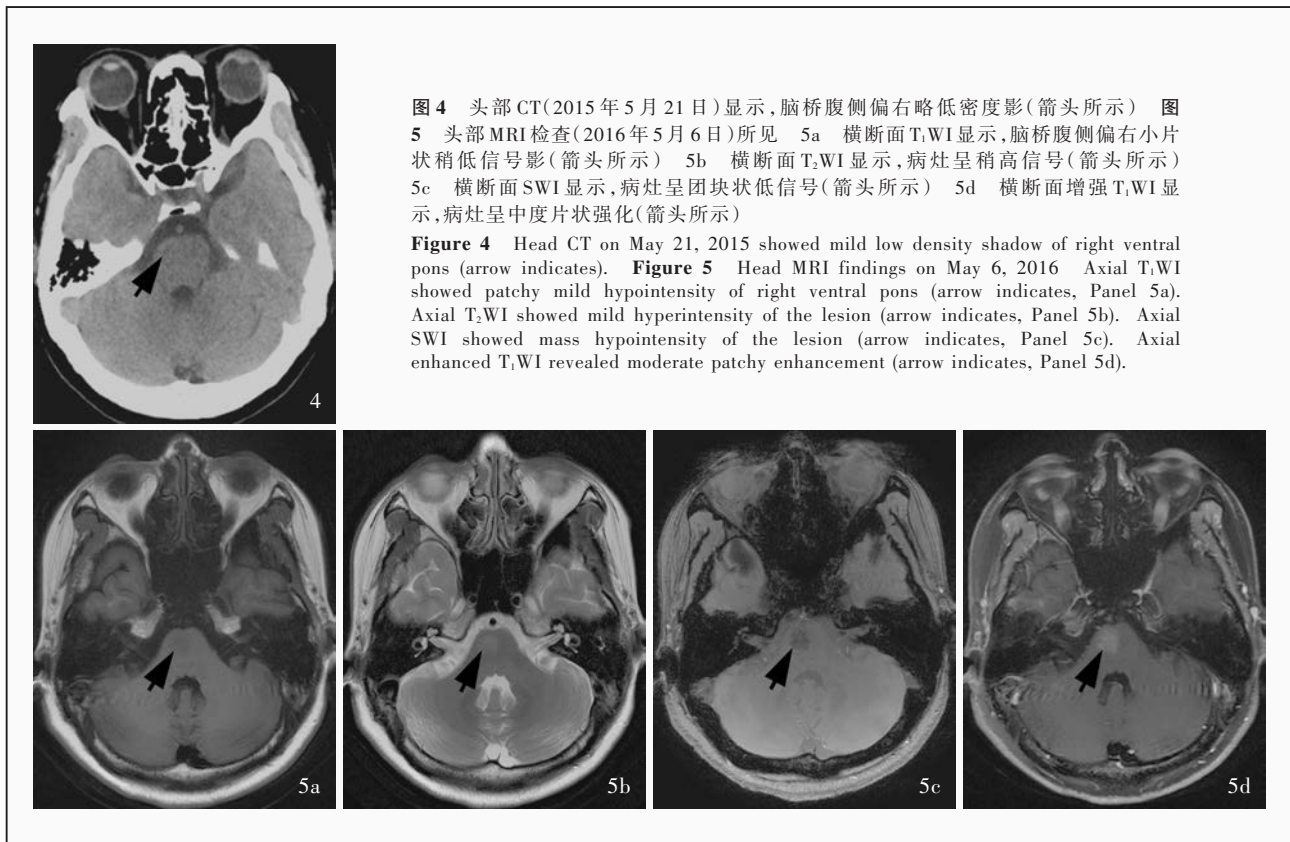 图4 头部CT(2015年5月21日)显示,脑桥腹侧偏右略低密度影(箭头所示) 图
5 头部MRI检查(2016年5月6日)所见 5a 横断面T₁WI显示,脑桥腹侧偏右小片
状稍低信号影(箭头所示) 5b 横断面T₂WI显示,病灶呈稍高信号(箭头所示)
5c 横断面SWI显示,病灶呈团块状低信号(箭头所示) 5d 横断面增强T₁WI显
示,病灶呈中度片状强化(箭头所示)
Figure 4 Head CT on May 21, 2015 showed mild low density shadow of right ventral
pons (arrow indicates). Figure 5 Head MRI findings on May 6, 2016 Axial T₁WI
showed patchy mild hypointensity of right ventral pons (arrow indicates, Panel 5a).
Axial T₂WI showed mild hyperintensity of the lesion (arrow indicates, Panel 5b). Axial
SWI showed mass hypointensity of the lesion (arrow indicates, Panel 5c). Axial
enhanced T₁WI revealed moderate patchy enhancement (arrow indicates, Panel 5d).
4
5a
5b
5c
5d